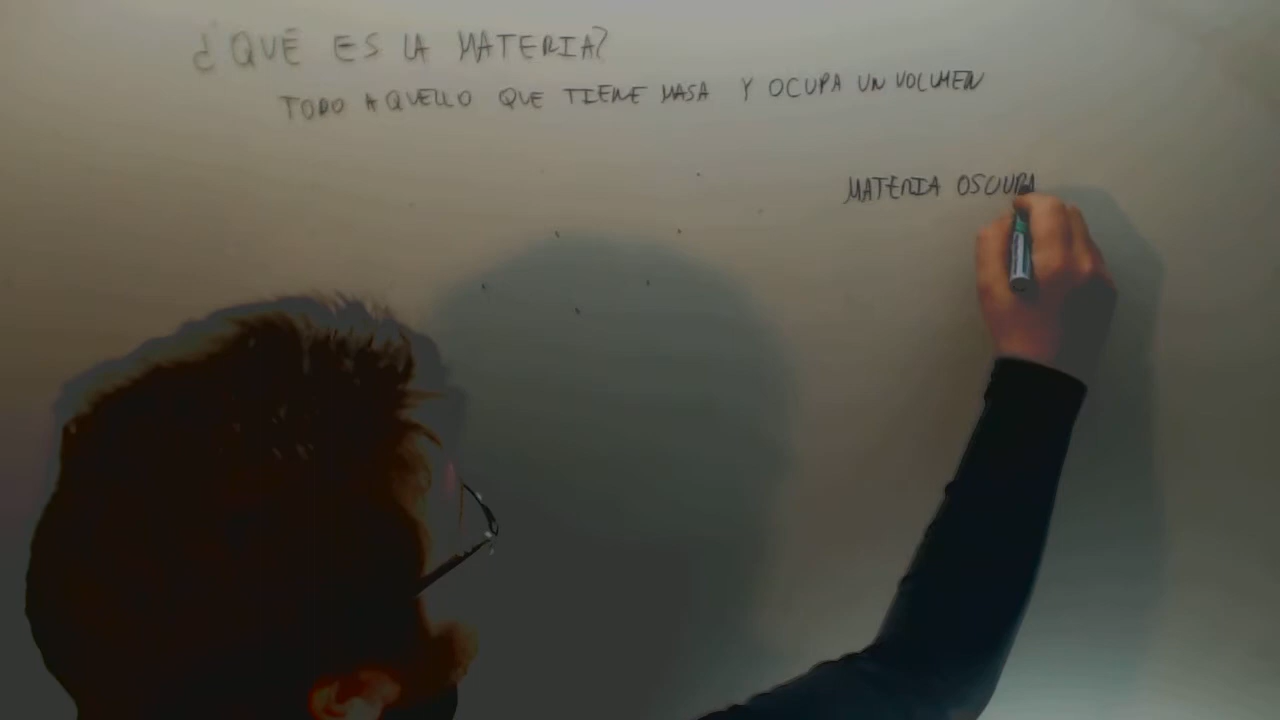 ¿QUÉ ES LA MATERIA?
TODO AQUELLO QUE TIENE MASA Y OCUPA UN VOLUMEN
MATERIA OSCURA